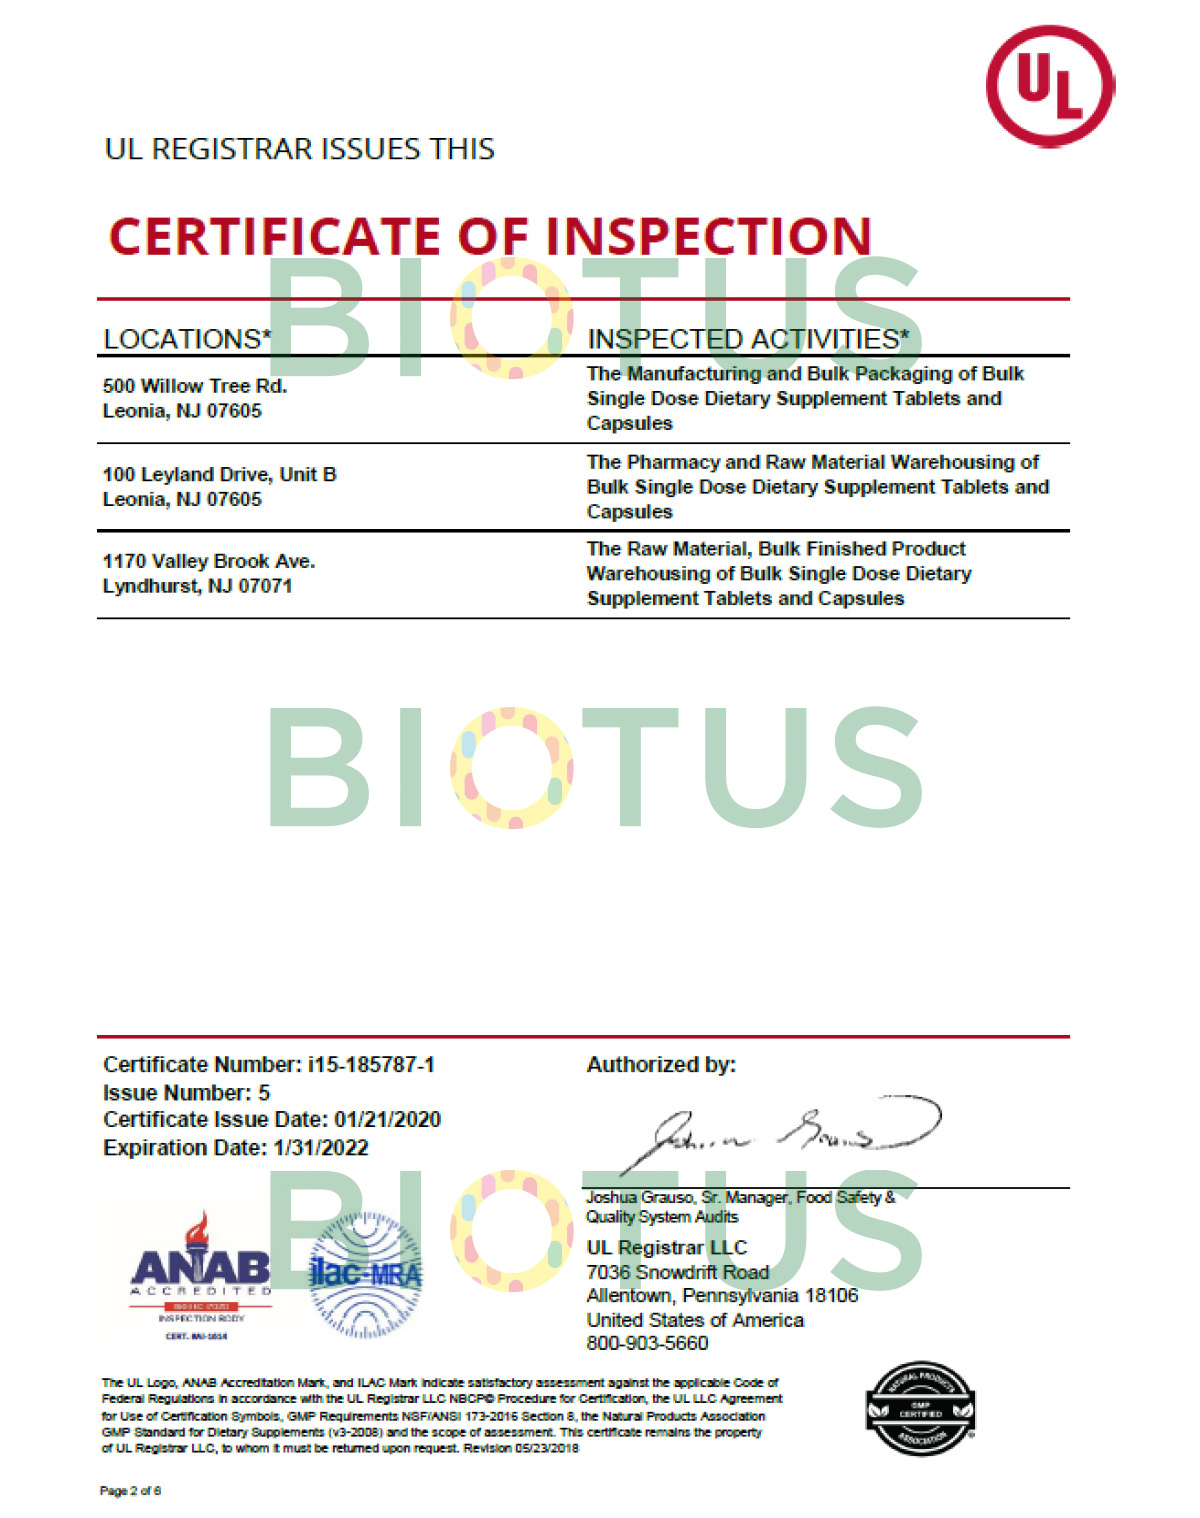 UL
UL REGISTRAR ISSUES THIS
CERTIFICATE OF INSPECTION
BIOTUS
LOCATIONS* INSPECTED ACTIVITIES*
500 Willow Tree Rd.
Leonia, NJ 07605
The Manufacturing and Bulk Packaging of Bulk
Single Dose Dietary Supplement Tablets and
Capsules
100 Leyland Drive, Unit B
Leonia, NJ 07605
The Pharmacy and Raw Material Warehousing of
Bulk Single Dose Dietary Supplement Tablets and
Capsules
1170 Valley Brook Ave.
Lyndhurst, NJ 07071
The Raw Material, Bulk Finished Product
Warehousing of Bulk Single Dose Dietary
Supplement Tablets and Capsules
BIOTUS
Certificate Number: i15-185787-1
Issue Number: 5
Certificate Issue Date: 01/21/2020
Expiration Date: 1/31/2022
Authorized by:
BIOTUS
Joshua Grauso, Sr. Manager, Food Safety &
Quality System Audits
UL Registrar LLC
7036 Snowdrift Road
Allentown, Pennsylvania 18106
United States of America
800-903-5660
ANAB
ACCREDITED
ISO/IEC 17020
INSPECTION BODY
CERT. #AI-1614
ilac-MRA
The UL Logo, ANAB Accreditation Mark, and ILAC Mark indicate satisfactory assessment against the applicable Code of
Federal Regulations in accordance with the UL Registrar LLC NBCP© Procedure for Certification, the UL LLC Agreement
for Use of Certification Symbols, GMP Requirements NSF/ANSI 173-2016 Section 8, the Natural Products Association
GMP Standard for Dietary Supplements (v3-2008) and the scope of assessment. This certificate remains the property
of UL Registrar LLC, to whom it must be returned upon request. Revision 05/23/2018
NATURAL PRODUCTS
GMP
CERTIFIED
ASSOCIATION
Page 2 of 6